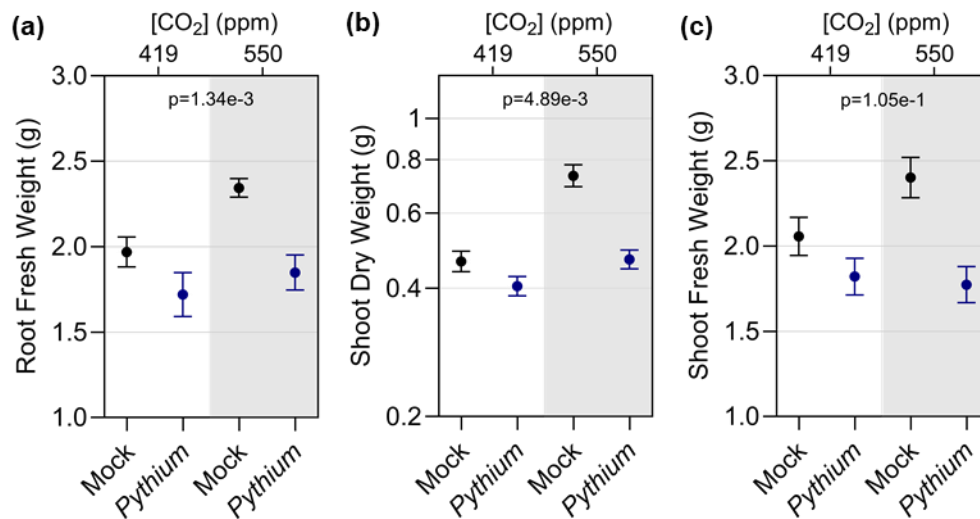 (a)
[CO2] (ppm)
419
550
p=1.34e-3
3.0
2.5
2.0
1.5
1.0
Root Fresh Weight (g)
Mock
Pythium
Mock
Pythium
(b)
[CO2] (ppm)
419
550
p=4.89e-3
1
0.8
0.6
0.4
0.2
Shoot Dry Weight (g)
Mock
Pythium
Mock
Pythium
(c)
[CO2] (ppm)
419
550
p=1.05e-1
3.0
2.5
2.0
1.5
1.0
Shoot Fresh Weight (g)
Mock
Pythium
Mock
Pythium